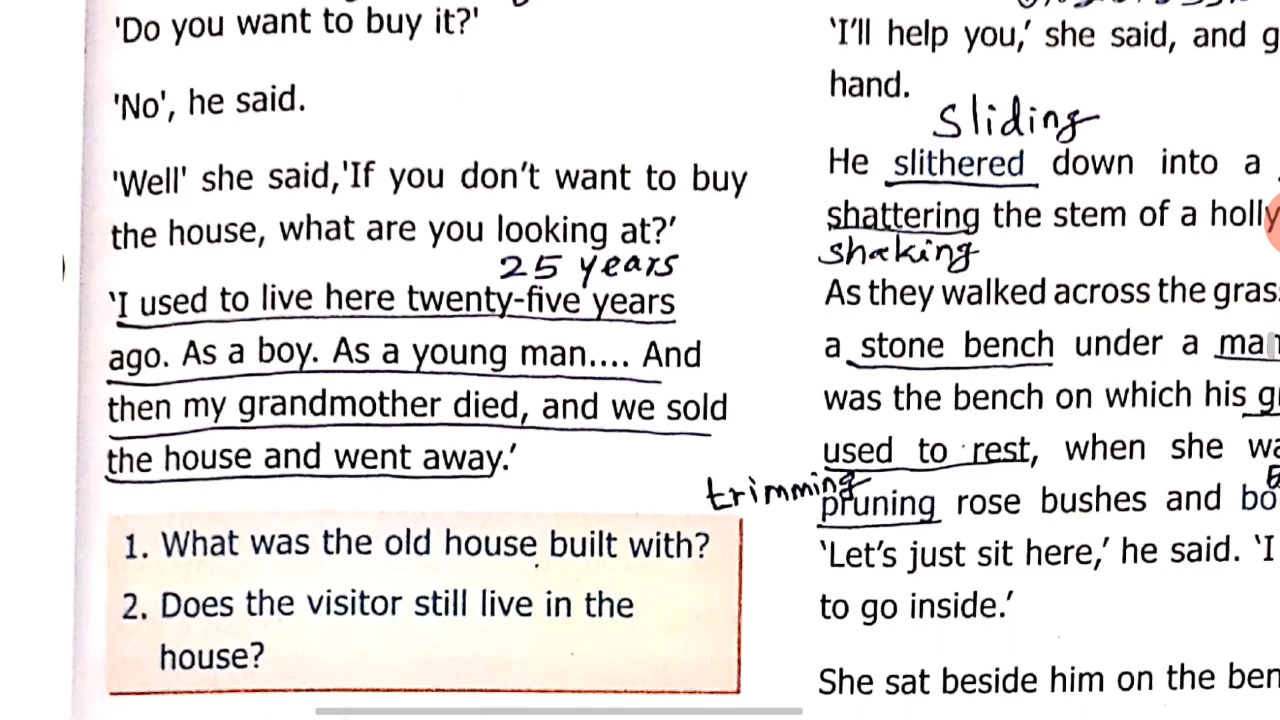 'Do you want to buy it?'
'No', he said.
'Well' she said,'If you don't want to buy
the house, what are you looking at?'
25 years
'I used to live here twenty-five years
ago. As a boy. As a young man.... And
then my grandmother died, and we sold
the house and went away.'
1. What was the old house built with?
2. Does the visitor still live in the
house?
'I'll help you,' she said, and
hand.
Sliding
He slithered down into a
shattering the stem of a holly
shaking
As they walked across the grass
a stone bench under a
was the bench on which his
used to rest, when she
trimming
pruning rose bushes and
'Let's just sit here,' he said. 'I
to go inside.'
She sat beside him on the